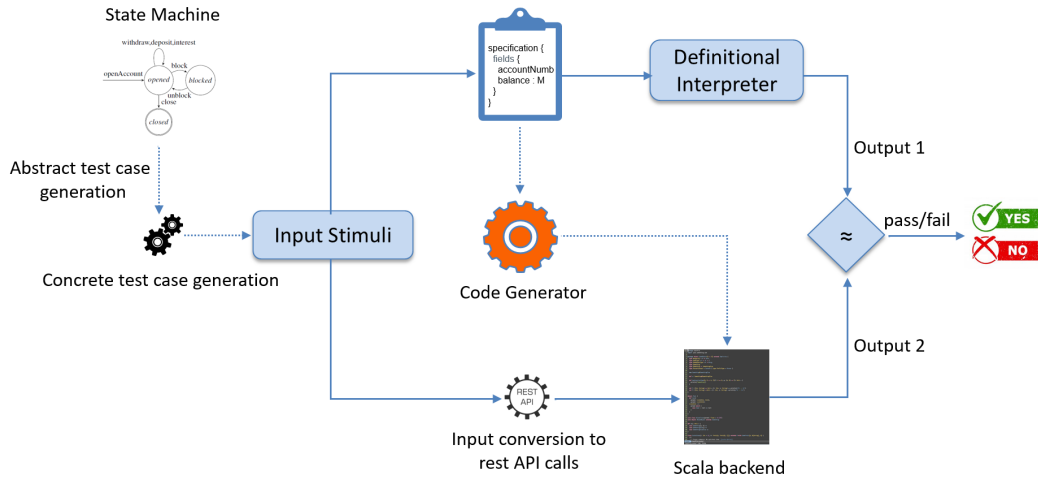 State Machine
withdraw,deposit,interest
openAccount
opened
block
blocked
unblock
close
closed
Abstract test case
generation
Concrete test case generation
Input Stimuli
specification {
fields {
accountNumb
balance : M
}
}
Definitional
Interpreter
Code Generator
Output 1
≈
pass/fail
YES
NO
Output 2
REST
API
Input conversion to
rest API calls
Scala backend